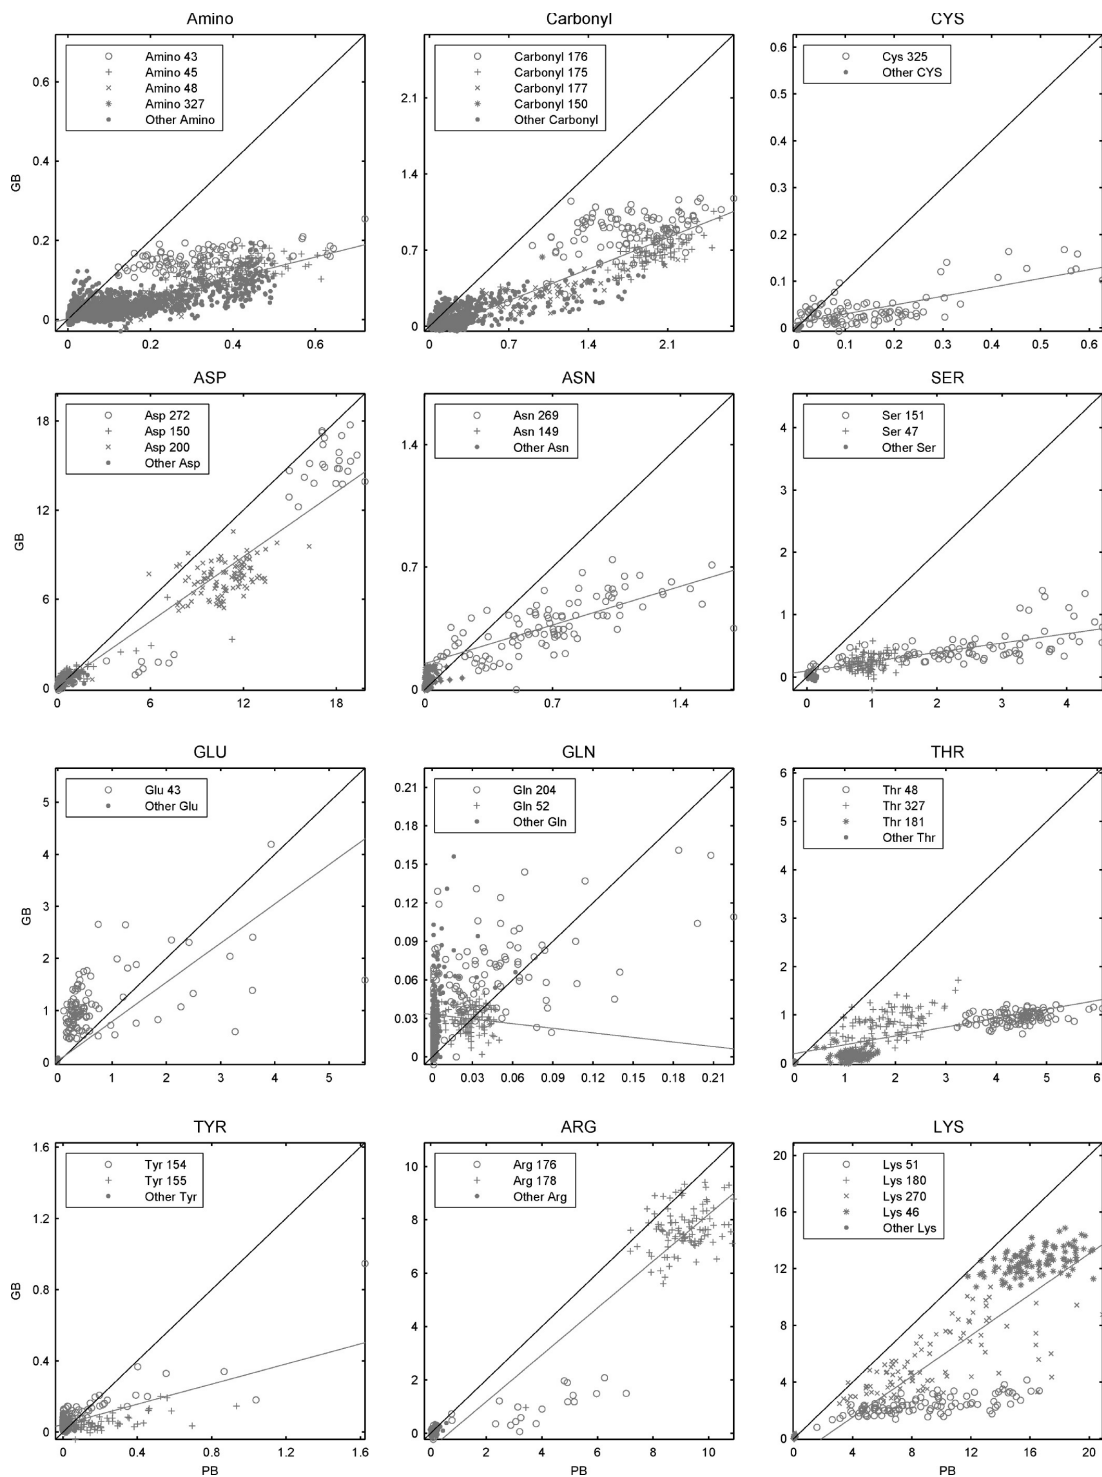 Amino
Carbonyl
CYS
Amino 43
Amino 45
Amino 48
Amino 327
Other Amino
Carbonyl 176
Carbonyl 175
Carbonyl 177
Carbonyl 150
Other Carbonyl
Cys 325
Other CYS
GB
0.6
0.4
0.2
0
0 0.2 0.4 0.6
2.1
1.4
0.7
0
0 0.7 1.4 2.1
0.6
0.5
0.4
0.3
0.2
0.1
0
0 0.1 0.2 0.3 0.4 0.5 0.6
ASP
ASN
SER
Asp 272
Asp 150
Asp 200
Other Asp
Asn 269
Asn 149
Other Asn
Ser 151
Ser 47
Other Ser
GB
18
12
6
0
0 6 12 18
1.4
0.7
0
0 0.7 1.4
4
3
2
1
0
0 1 2 3 4
GLU
GLN
THR
Glu 43
Other Glu
Gln 204
Gln 52
Other Gln
Thr 48
Thr 327
Thr 181
Other Thr
GB
5
4
3
2
1
0
0 1 2 3 4 5
0.21
0.18
0.15
0.12
0.09
0.06
0.03
0
0 0.03 0.06 0.09 0.12 0.15 0.18 0.21
6
5
4
3
2
1
0
0 1 2 3 4 5 6
TYR
ARG
LYS
Tyr 154
Tyr 155
Other Tyr
Arg 176
Arg 178
Other Arg
Lys 51
Lys 180
Lys 270
Lys 46
Other Lys
GB
1.6
1.2
0.8
0.4
0
0 0.4 0.8 1.2 1.6
PB
10
8
6
4
2
0
0 2 4 6 8 10
PB
20
16
12
8
4
0
0 4 8 12 16 20
PB